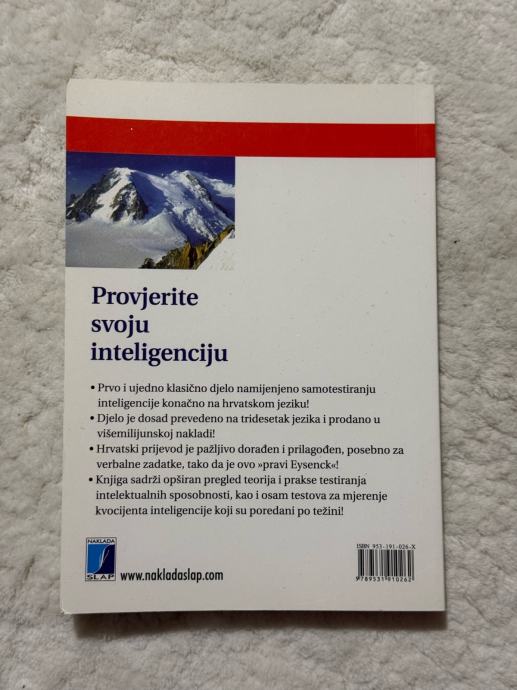 Provjerite
svoju
inteligenciju
• Prvo i ujedno klasično djelo namijenjeno samotestiranju
inteligencije konačno na hrvatskom jeziku!
• Djelo je dosad prevedeno na tridesetak jezika i prodano u
višemilijunskoj nakladi!
• Hrvatski prijevod je pažljivo dorađen i prilagođen, posebno za
verbalne zadatke, tako da je ovo »pravi Eysenck«!
• Knjiga sadrži opširan pregled teorija i prakse testiranja
intelektualnih sposobnosti, kao i osam testova za mjerenje
kvocijenta inteligencije koji su poredani po težini!
NAKLADA
SLAP
www.nakladaslap.com
ISBN 953-191-026-X
9789531910262